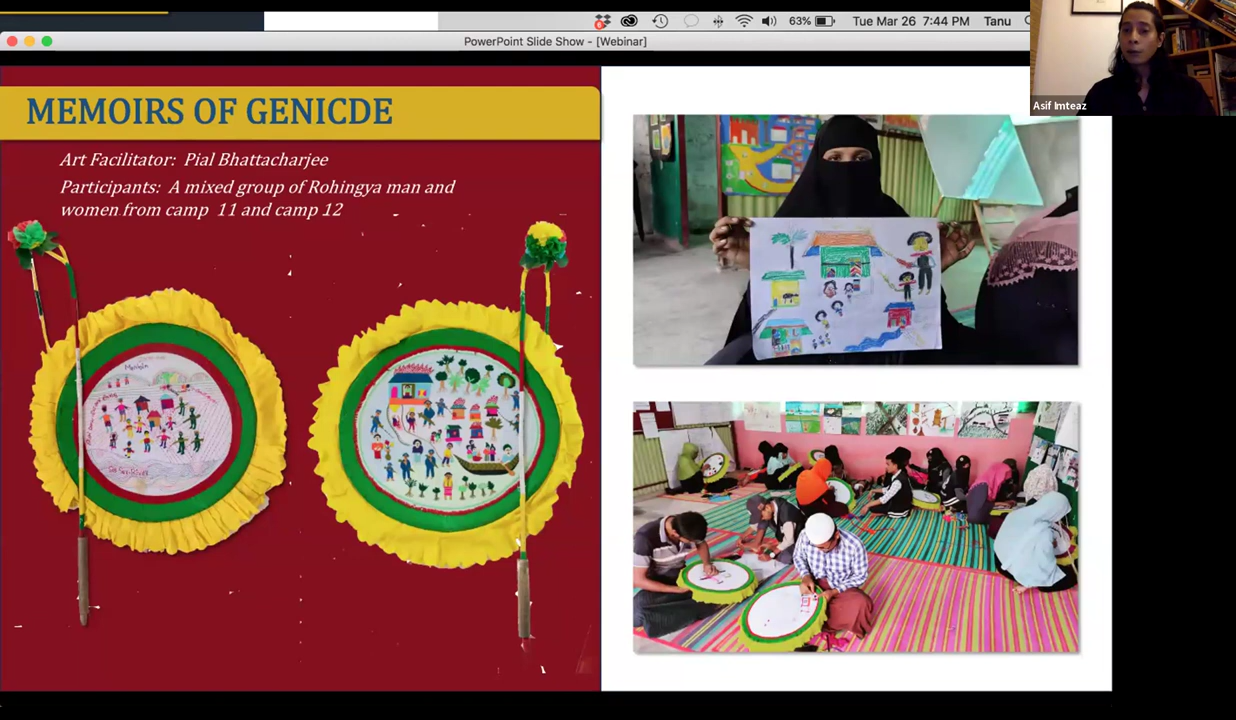 63%
Tue Mar 26 7:44 PM
Tanu
PowerPoint Slide Show - [Webinar]
Asif Imteaz
MEMOIRS OF GENICDE
Art Facilitator: Pial Bhattacharjee
Participants: A mixed group of Rohingya man and
women from camp 11 and camp 12